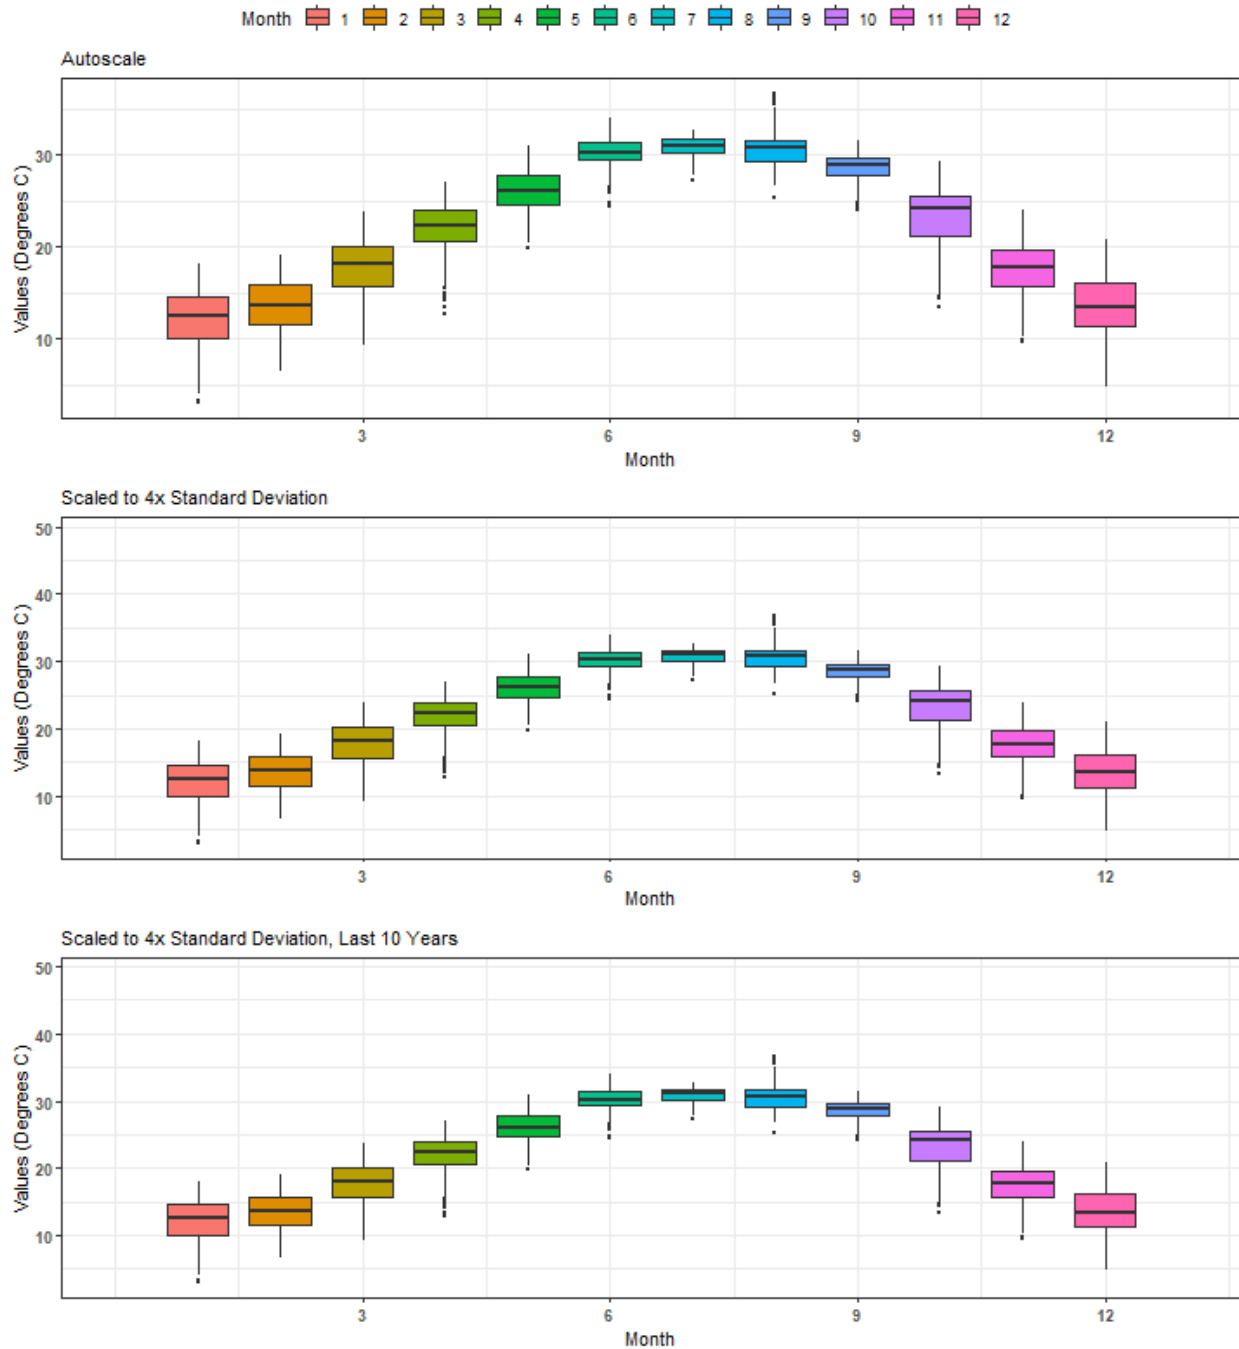 Month 1 2 3 4 5 6 7 8 9 10 11 12
Autoscale
Values (Degrees C)
30
20
10
3 6 9 12
Month
Scaled to 4x Standard Deviation
Values (Degrees C)
50
40
30
20
10
3 6 9 12
Month
Scaled to 4x Standard Deviation, Last 10 Years
Values (Degrees C)
50
40
30
20
10
3 6 9 12
Month